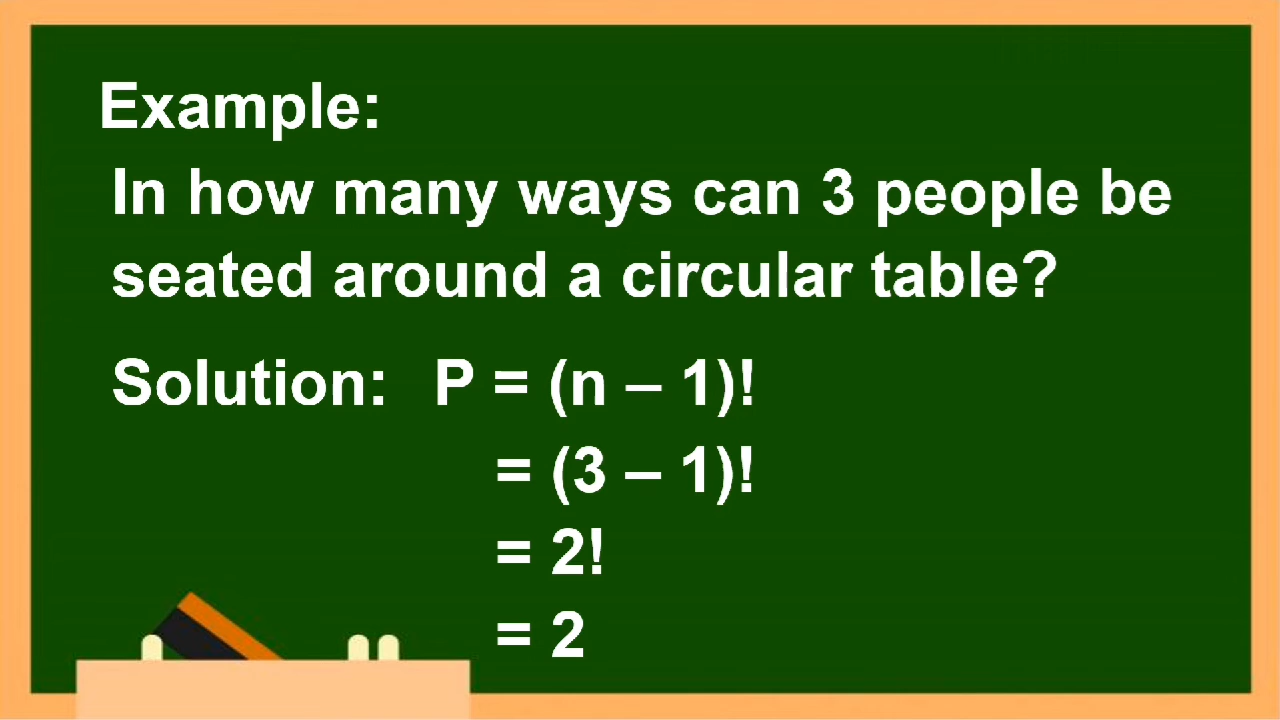 Example:
In how many ways can 3 people be
seated around a circular table?
Solution: P = (n – 1)!
= (3 – 1)!
= 2!
= 2